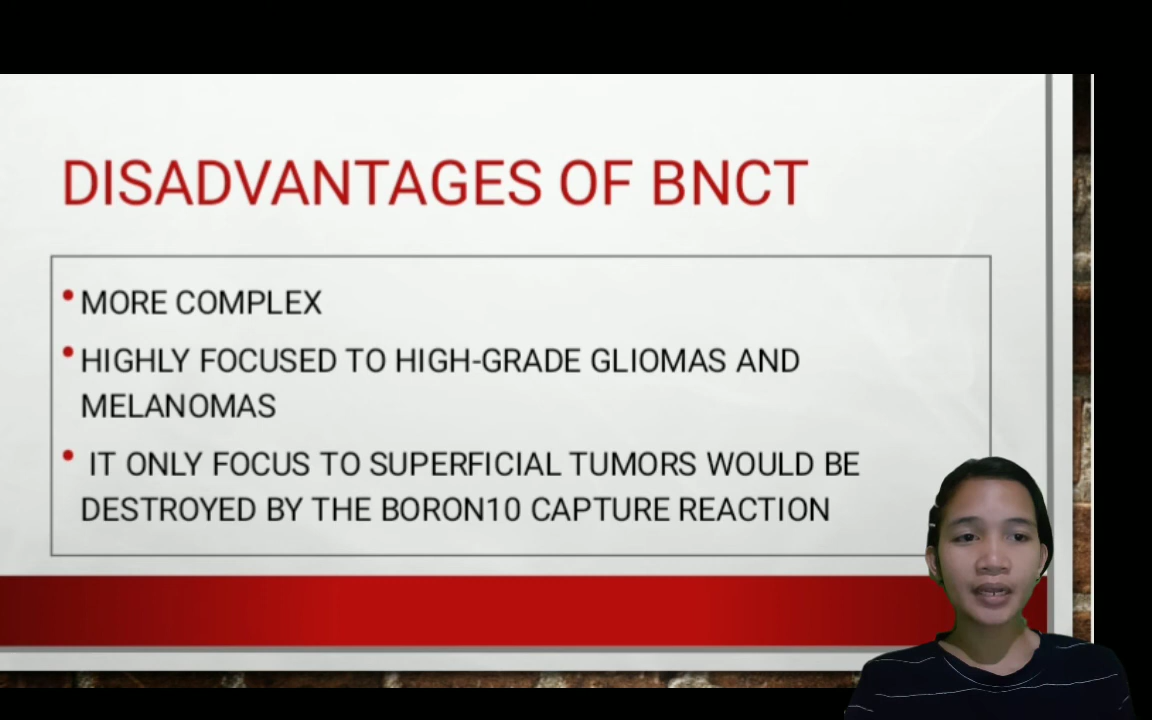 DISADVANTAGES OF BNCT
• MORE COMPLEX
• HIGHLY FOCUSED TO HIGH-GRADE GLIOMAS AND
MELANOMAS
• IT ONLY FOCUS TO SUPERFICIAL TUMORS WOULD BE
DESTROYED BY THE BORON10 CAPTURE REACTION